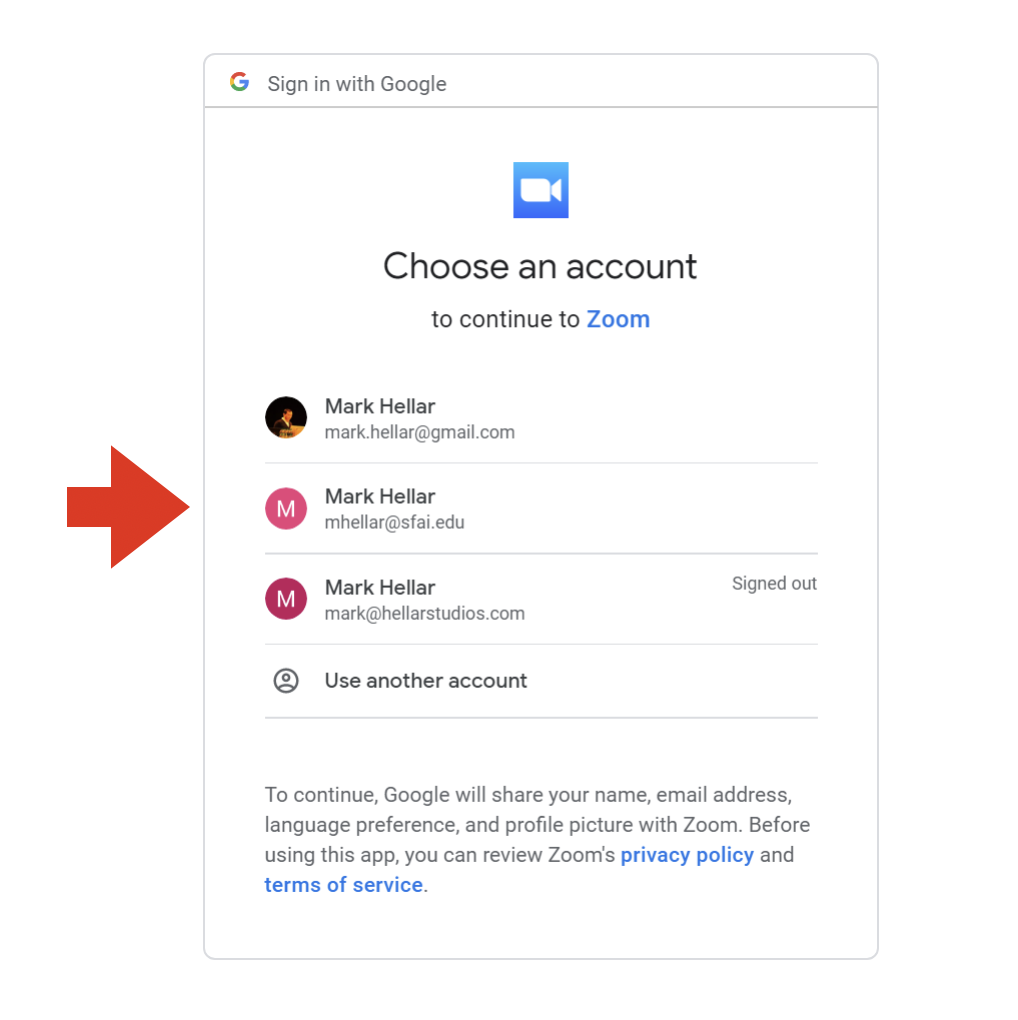 Sign in with Google
Choose an account
to continue to Zoom
Mark Hellar
mark.hellar@gmail.com
M
Mark Hellar
mhellar@sfai.edu
M
Mark Hellar
Signed out
mark@hellarstudios.com
Use another account
To continue, Google will share your name, email address,
language preference, and profile picture with Zoom. Before
using this app, you can review Zoom's privacy policy and
terms of service.